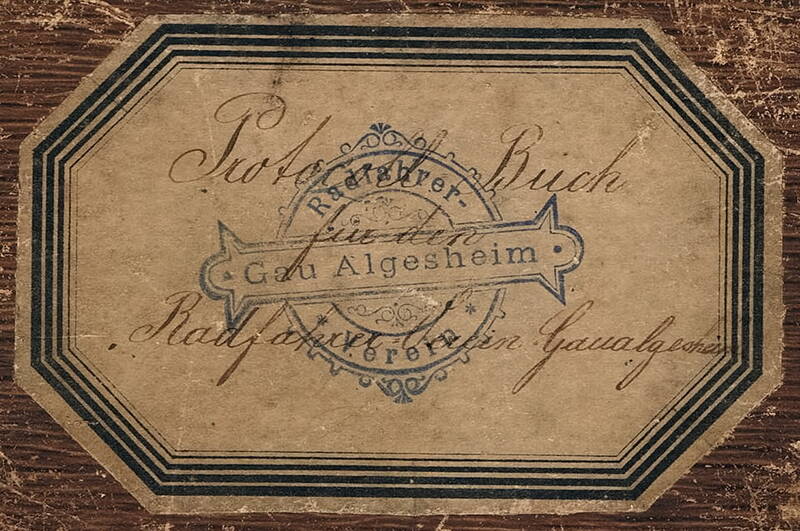 Protocoll Buch
für den
Radfahrer-Verein Gaualgesheim
Radfahrer-
Gau Algesheim
* Verein *